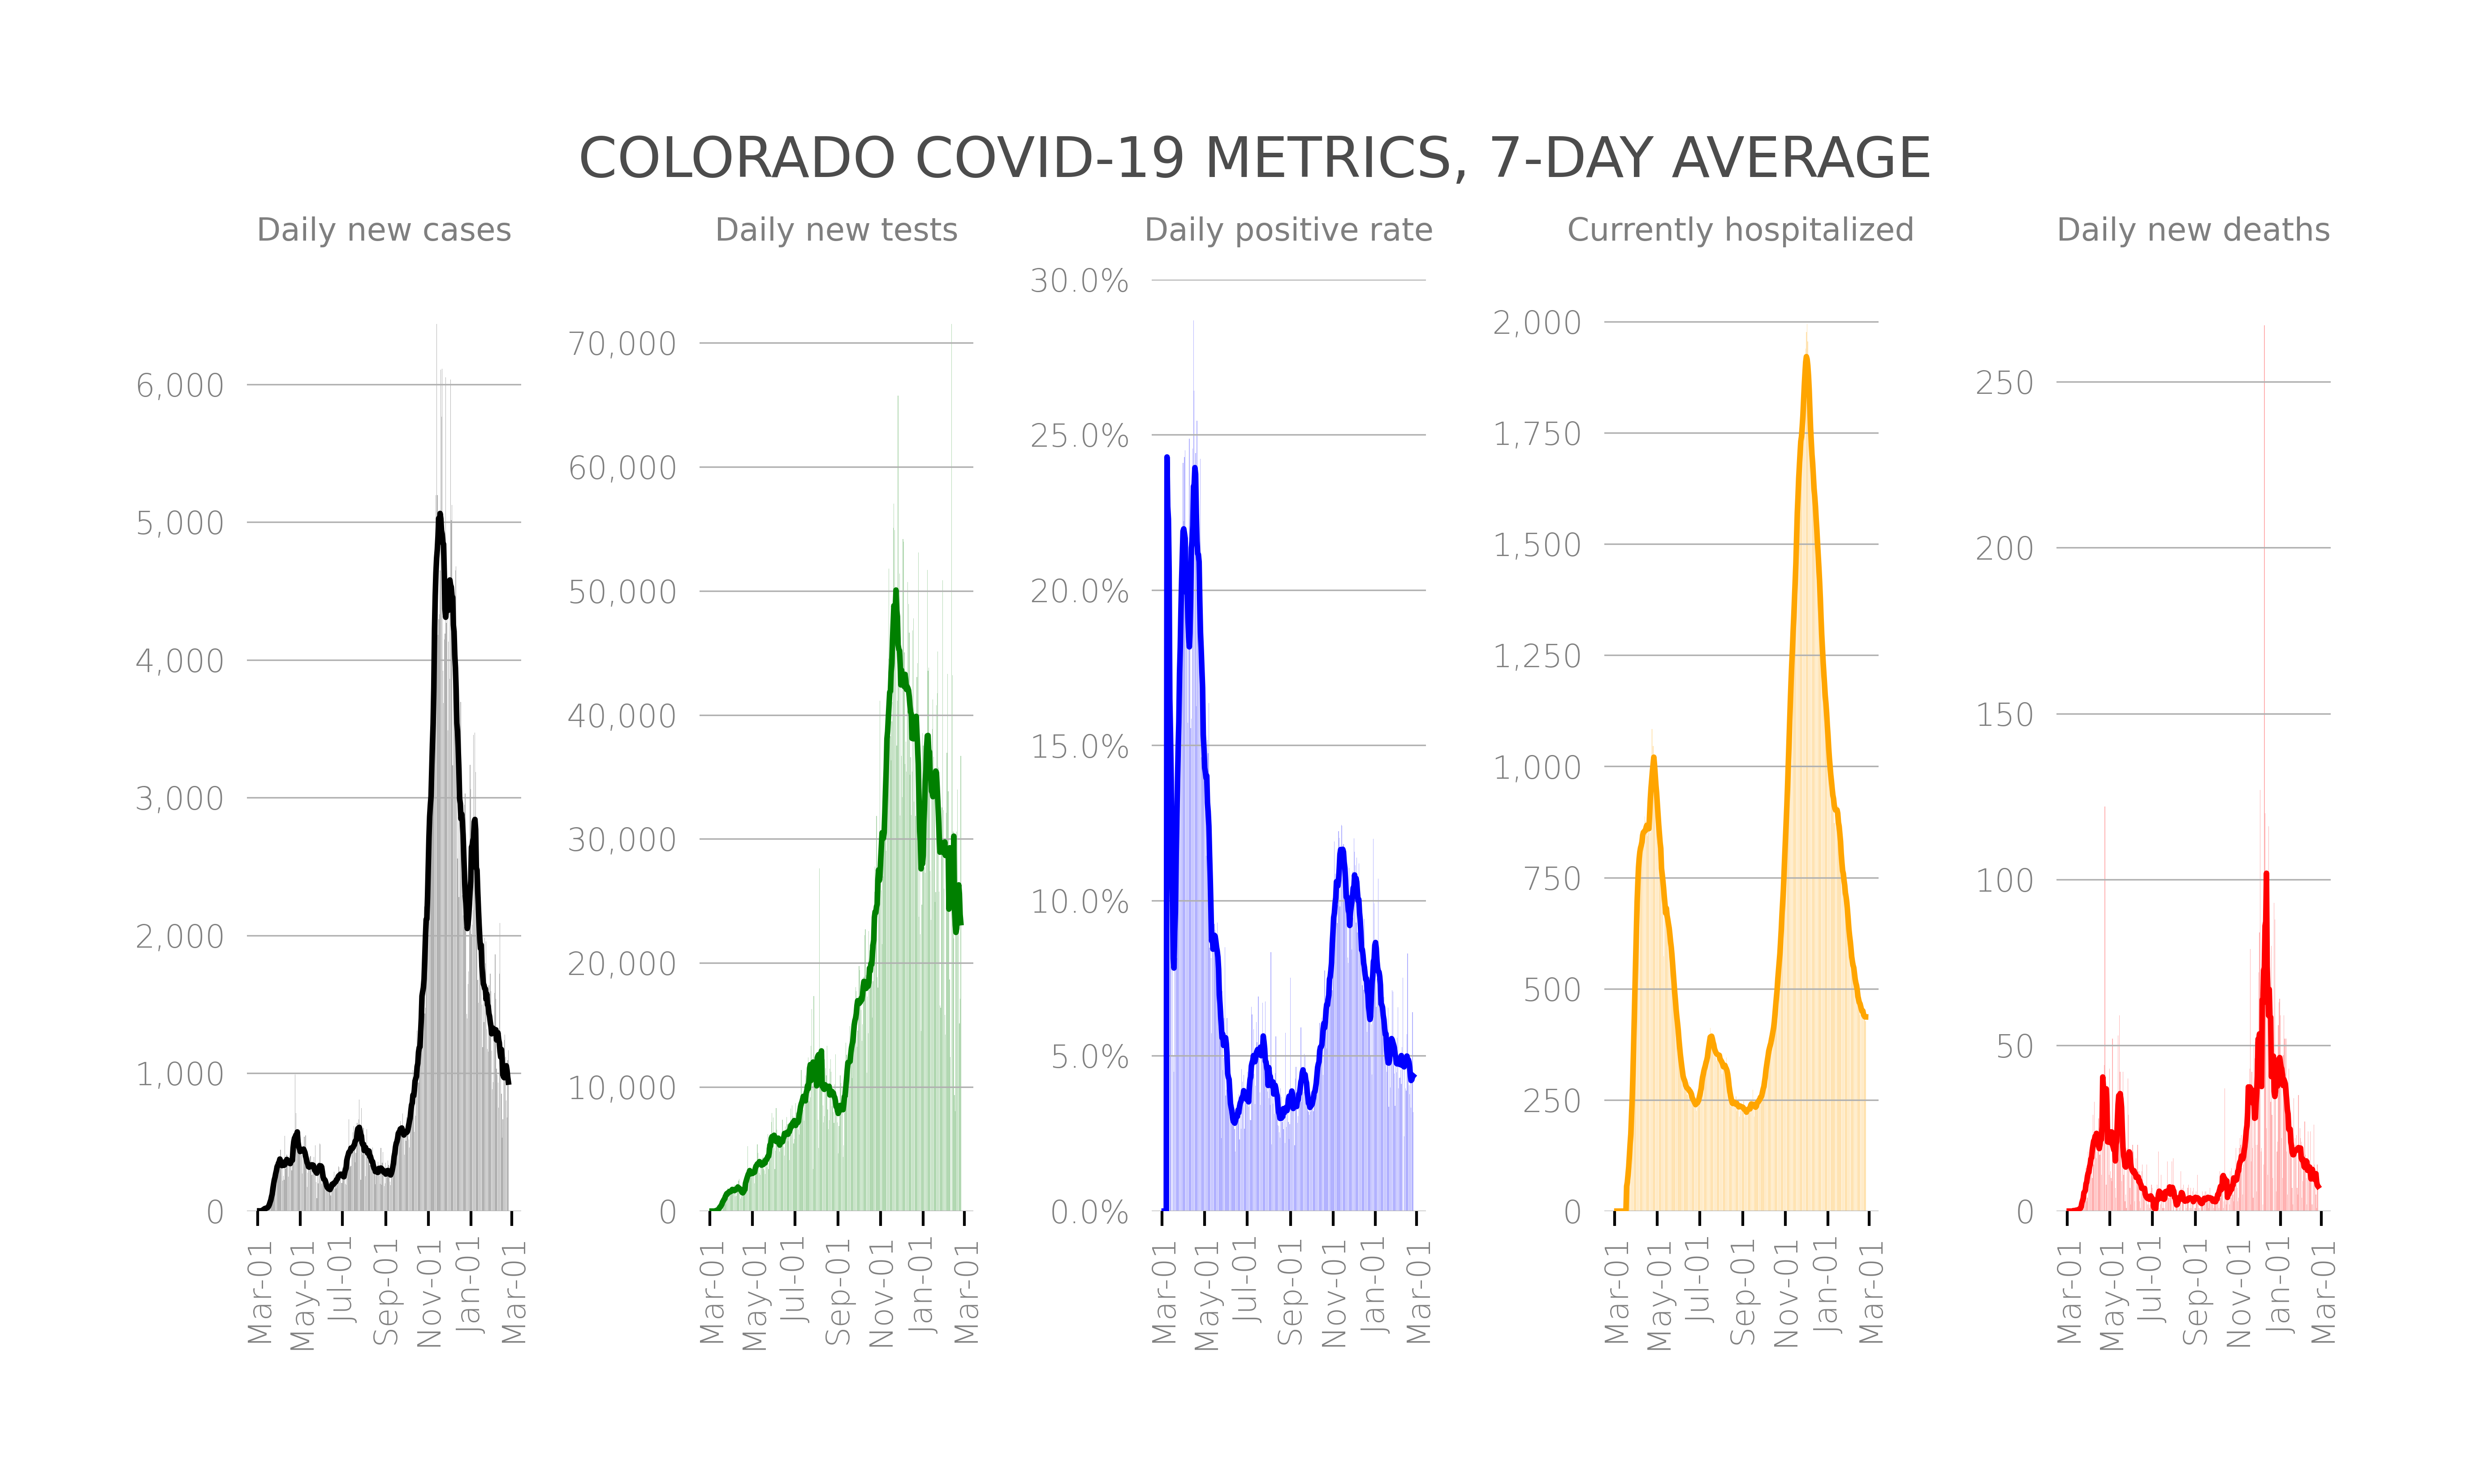 COLORADO COVID-19 METRICS, 7-DAY AVERAGE
Daily new cases
6,000
5,000
4,000
3,000
2,000
1,000
0
Mar-01
May-01
Jul-01
Sep-01
Nov-01
Jan-01
Mar-01
Daily new tests
70,000
60,000
50,000
40,000
30,000
20,000
10,000
0
Mar-01
May-01
Jul-01
Sep-01
Nov-01
Jan-01
Mar-01
Daily positive rate
30.0%
25.0%
20.0%
15.0%
10.0%
5.0%
0.0%
Mar-01
May-01
Jul-01
Sep-01
Nov-01
Jan-01
Mar-01
Currently hospitalized
2,000
1,750
1,500
1,250
1,000
750
500
250
0
Mar-01
May-01
Jul-01
Sep-01
Nov-01
Jan-01
Mar-01
Daily new deaths
250
200
150
100
50
0
Mar-01
May-01
Jul-01
Sep-01
Nov-01
Jan-01
Mar-01